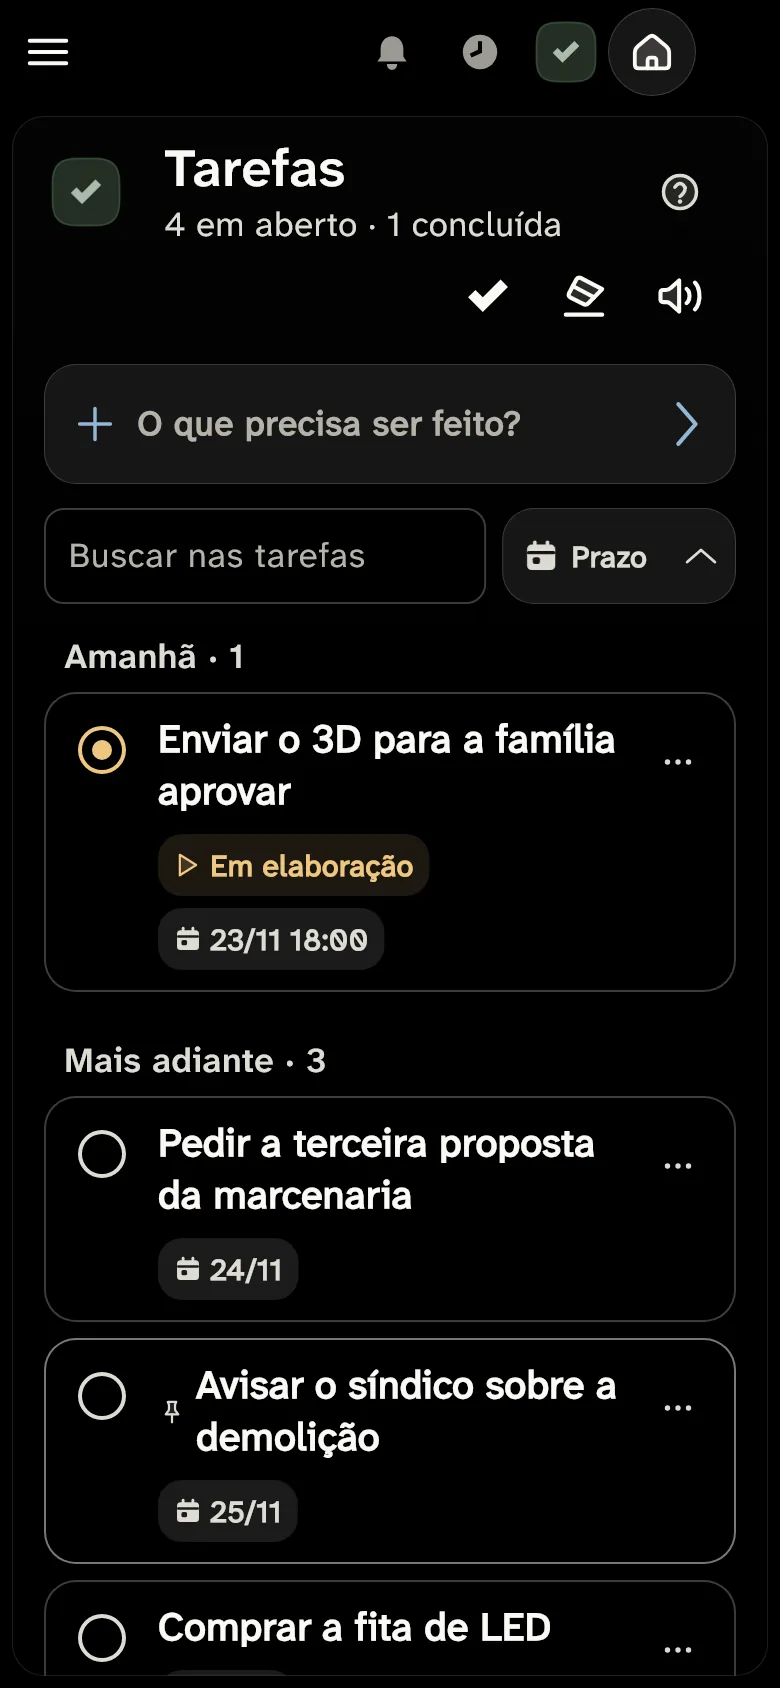 Tarefas
4 em aberto · 1 concluída
O que precisa ser feito?
Buscar nas tarefas
Prazo
Amanhã · 1
Enviar o 3D para a família
aprovar
Em elaboração
23/11 18:00
Mais adiante · 3
Pedir a terceira proposta
da marcenaria
24/11
Avisar o síndico sobre a
demolição
25/11
Comprar a fita de LED